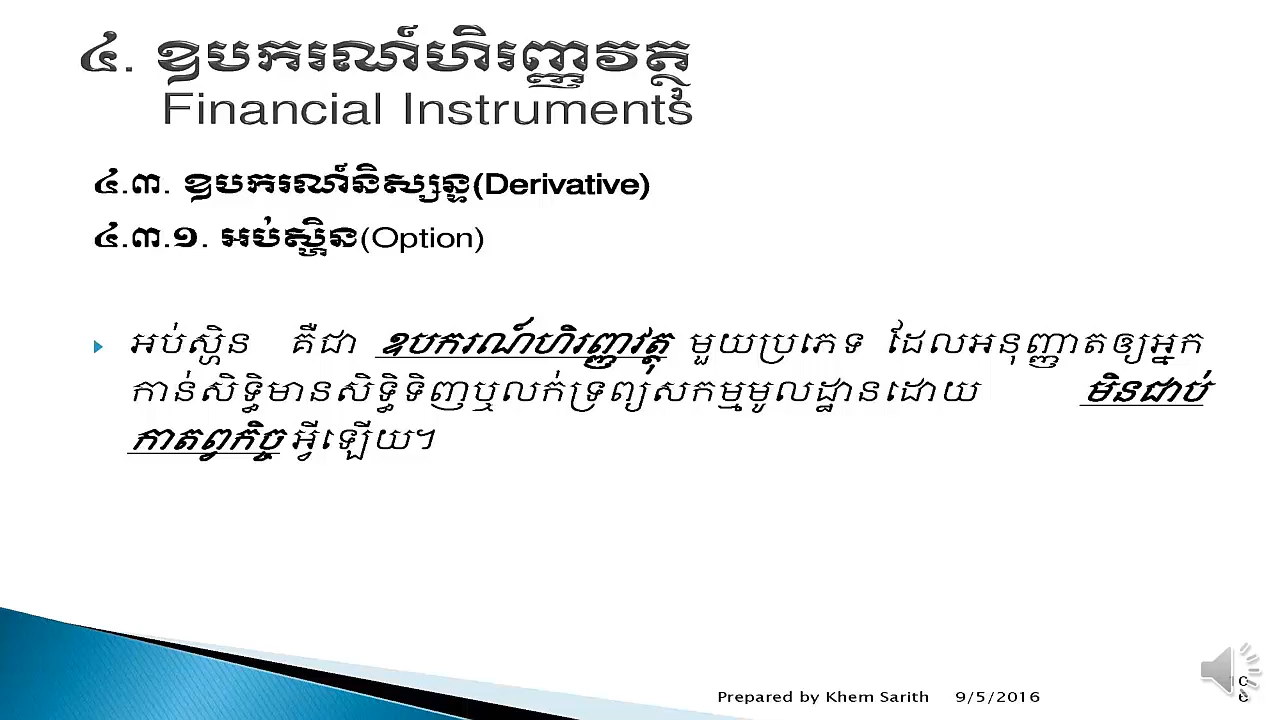 ៤. ឧបករណ៍ហិរញ្ញវត្ថុ
Financial Instruments
៤.៣. ឧបករណ៍និស្សន្ទ(Derivative)
៤.៣.១. អប់ស្ហិន(Option)
អប់ស្ហិន គឺជា ឧបករណ៍ហិរញ្ញវត្ថុ មួយប្រភេទ ដែលអនុញ្ញាតឲ្យអ្នក
កាន់សិទ្ធិមានសិទ្ធិទិញឬលក់ទ្រព្យសកម្មមូលដ្ឋានដោយ មិនជាប់
កាតព្វកិច្ច អ្វីឡើយ។
Prepared by Khem Sarith 9/5/2016